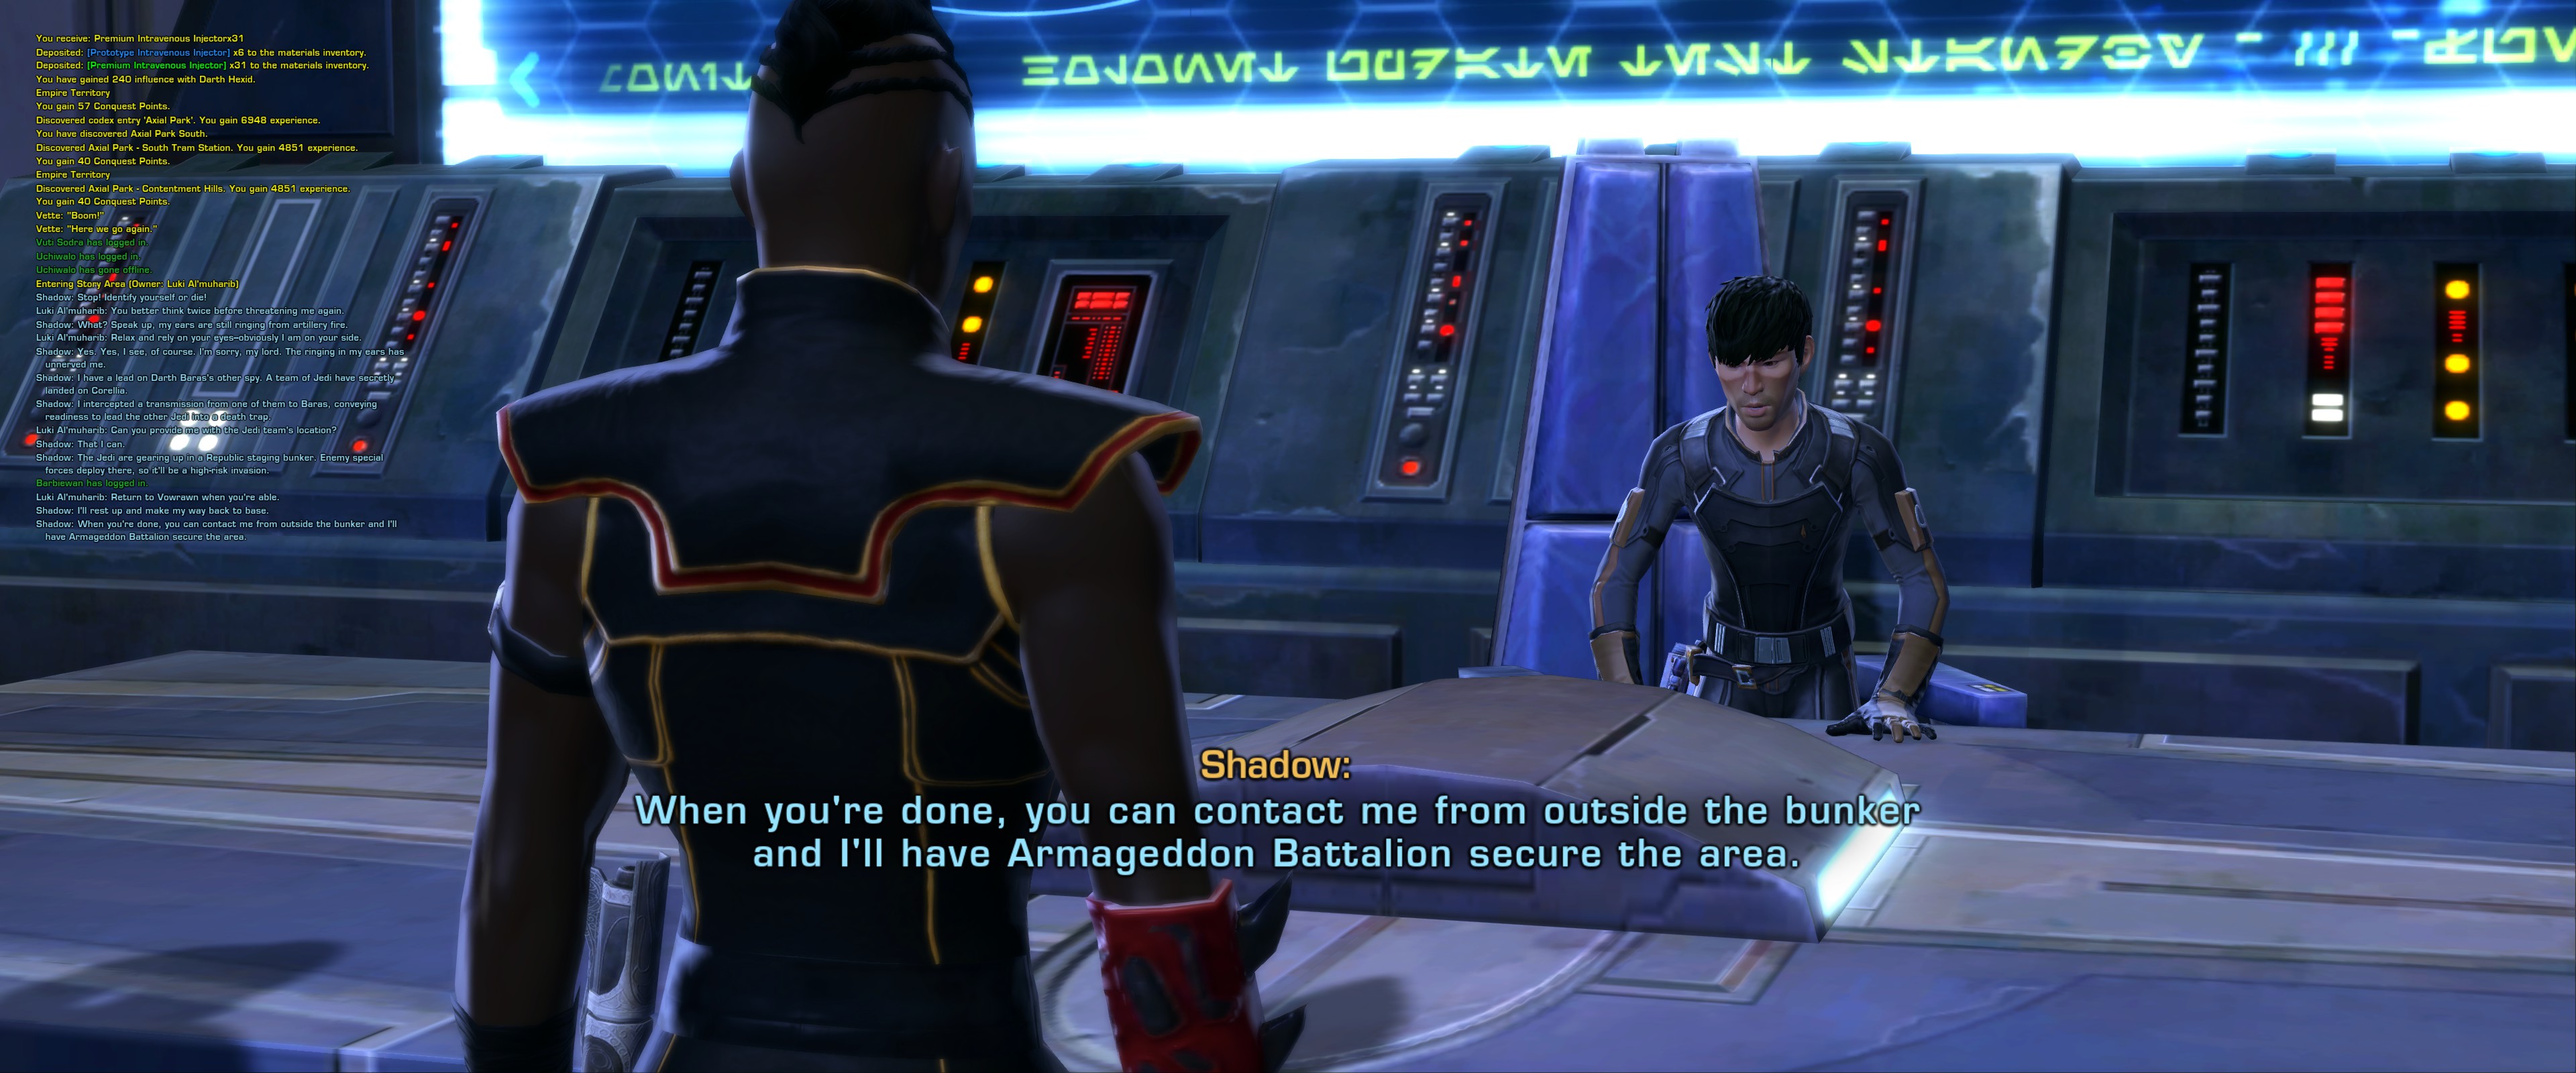 You receive: Premium Intravenous Injectorx31
Deposited: [Prototype Intravenous Injector] x6 to the materials inventory.
Deposited: [Premium Intravenous Injector] x31 to the materials inventory.
You have gained 240 influence with Darth Hexid.
Empire Territory
You gain 57 Conquest Points.
Discovered codex entry 'Axial Park'. You gain 6948 experience.
You have discovered Axial Park South.
Discovered Axial Park - South Tram Station. You gain 4851 experience.
You gain 40 Conquest Points.
Empire Territory
Discovered Axial Park - Contentment Hills. You gain 4851 experience.
You gain 40 Conquest Points.
Vette: "Boom!"
Vette: "Here we go again."
Vuti Sodra has logged in.
Uchiwalo has logged in.
Uchiwalo has gone offline.
Entering Story Area (Owner: Luki Al'muharib)
Shadow: Stop! Identify yourself or die!
Luki Al'muharib: You better think twice before threatening me again.
Shadow: What? Speak up, my ears are still ringing from artillery fire.
Luki Al'muharib: Relax and rely on your eyes—obviously I am on your side.
Shadow: Yes. Yes, I see, of course. I'm sorry, my lord. The ringing in my ears has
unnerved me.
Shadow: I have a lead on Darth Baras's other spy. A team of Jedi have secretly
landed on Corellia.
Shadow: I intercepted a transmission from one of them to Baras, conveying
readiness to lead the other Jedi into a death trap.
Luki Al'muharib: Can you provide me with the Jedi team's location?
Shadow: That I can.
Shadow: The Jedi are gearing up in a Republic staging bunker. Enemy special
forces deploy there, so it'll be a high-risk invasion.
Barbiewan has logged in.
Luki Al'muharib: Return to Vowrawn when you're able.
Shadow: I'll rest up and make my way back to base.
Shadow: When you're done, you can contact me from outside the bunker and I'll
have Armageddon Battalion secure the area.
Shadow:
When you're done, you can contact me from outside the bunker
and I'll have Armageddon Battalion secure the area.